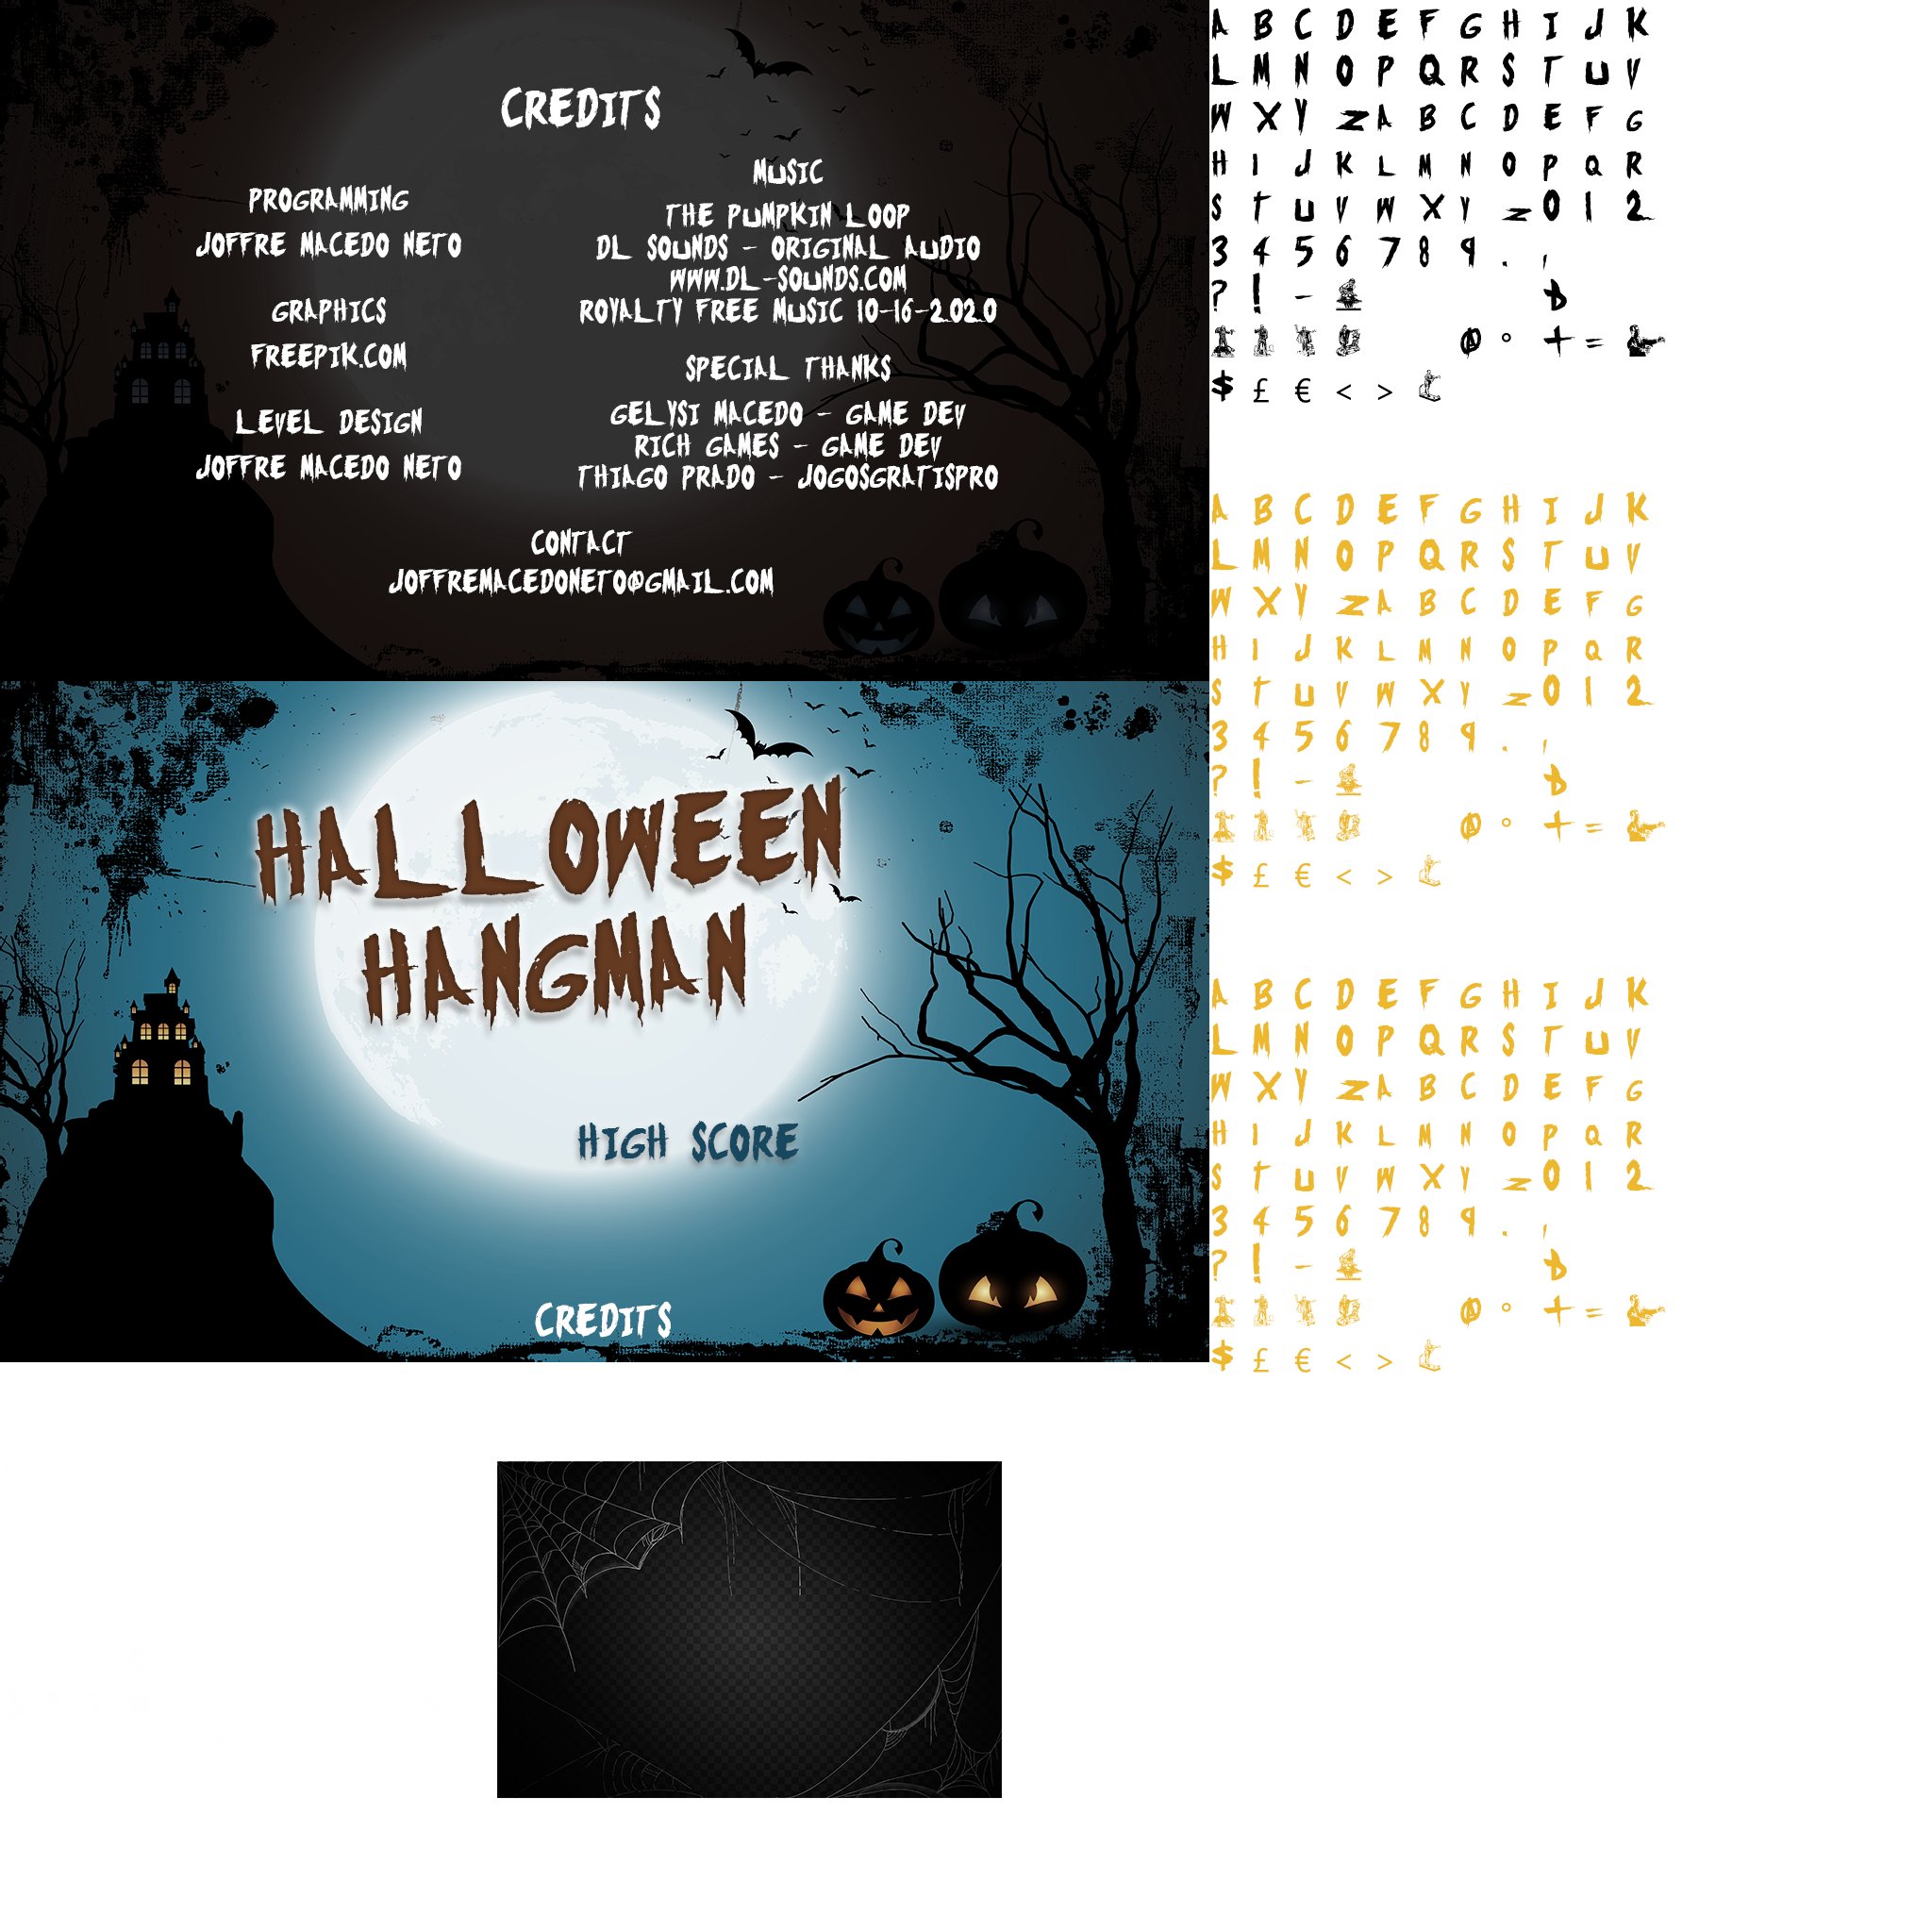 CREDITS
PROGRAMMING
JOFFRE MACEDO NETO
GRAPHICS
FREEPIK.COM
LEVEL DESIGN
JOFFRE MACEDO NETO
MUSIC
THE PUMPKIN LOOP
DL SOUNDS - ORIGINAL AUDIO
WWW.DL-SOUNDS.COM
ROYALTY FREE MUSIC 10-16-2020
SPECIAL THANKS
GELYSI MACEDO - GAME DEV
RICH GAMES - GAME DEV
THIAGO PRADO - JOGOSGRATISPRO
CONTACT
JOFFREMACEDONETO@GMAIL.COM
HALLOWEEN
HANGMAN
HIGH SCORE
CREDITS
A B C D E F G H I J K
L M N O P Q R S T U V
W X Y Z A B C D E F G
H I J K L M N O P Q R
S T U V W X Y Z 0 1 2
3 4 5 6 7 8 9 . ,
? ! -
@ ° + =
$ £ € < >
A B C D E F G H I J K
L M N O P Q R S T U V
W X Y Z A B C D E F G
H I J K L M N O P Q R
S T U V W X Y Z 0 1 2
3 4 5 6 7 8 9 . ,
? ! -
@ ° + =
$ £ € < >
A B C D E F G H I J K
L M N O P Q R S T U V
W X Y Z A B C D E F G
H I J K L M N O P Q R
S T U V W X Y Z 0 1 2
3 4 5 6 7 8 9 . ,
? ! -
@ ° + =
$ £ € < >